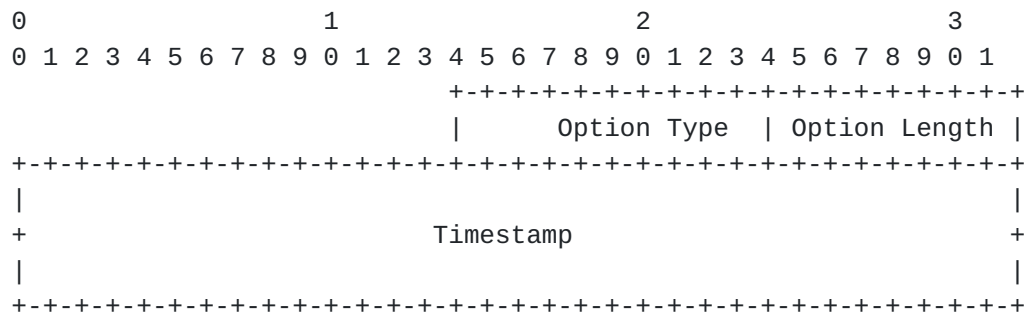 0                   1                   2                   3
0 1 2 3 4 5 6 7 8 9 0 1 2 3 4 5 6 7 8 9 0 1 2 3 4 5 6 7 8 9 0 1
                            +-+-+-+-+-+-+-+-+-+-+-+-+-+-+-+-+-+-+
                            |      Option Type  | Option Length |
+-+-+-+-+-+-+-+-+-+-+-+-+-+-+-+-+-+-+-+-+-+-+-+-+-+-+-+-+-+-+-+-+
|                                                               |
+                          Timestamp                            +
|                                                               |
+-+-+-+-+-+-+-+-+-+-+-+-+-+-+-+-+-+-+-+-+-+-+-+-+-+-+-+-+-+-+-+-+